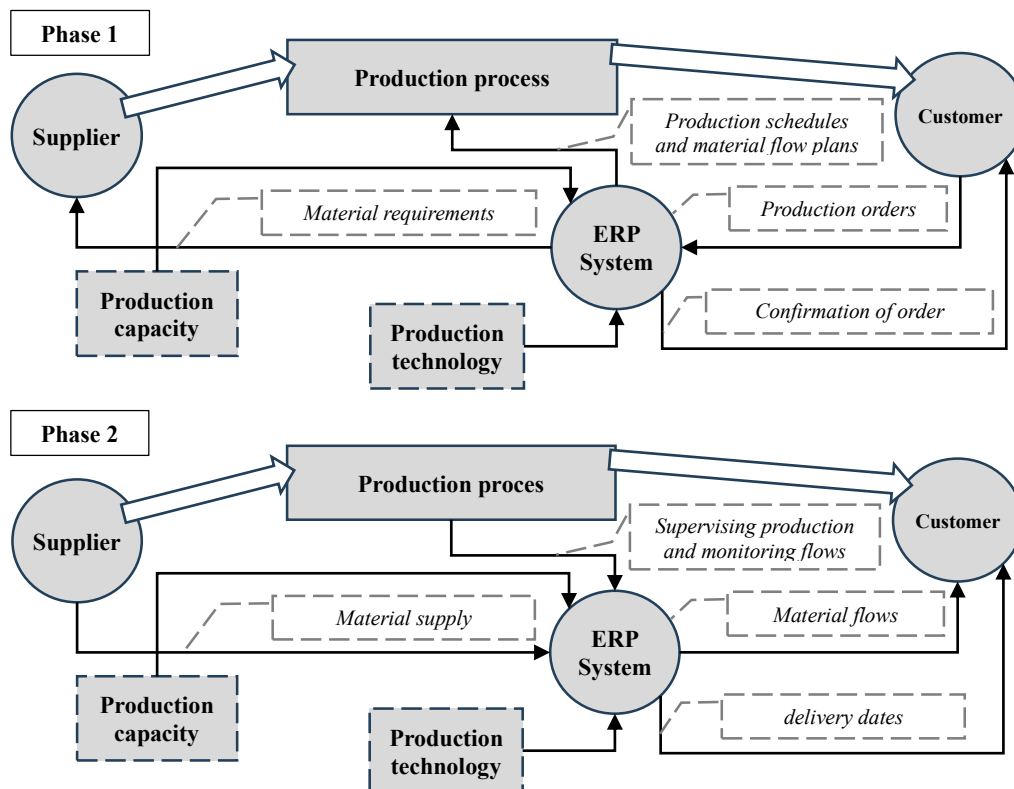 Phase 1
Production process
Supplier
Customer
Production schedules
and material flow plans
Material requirements
Production orders
ERP
System
Production
capacity
Confirmation of order
Production
technology
Phase 2
Production proces
Supplier
Customer
Supervising production
and monitoring flows
Material supply
Material flows
ERP
System
Production
capacity
delivery dates
Production
technology